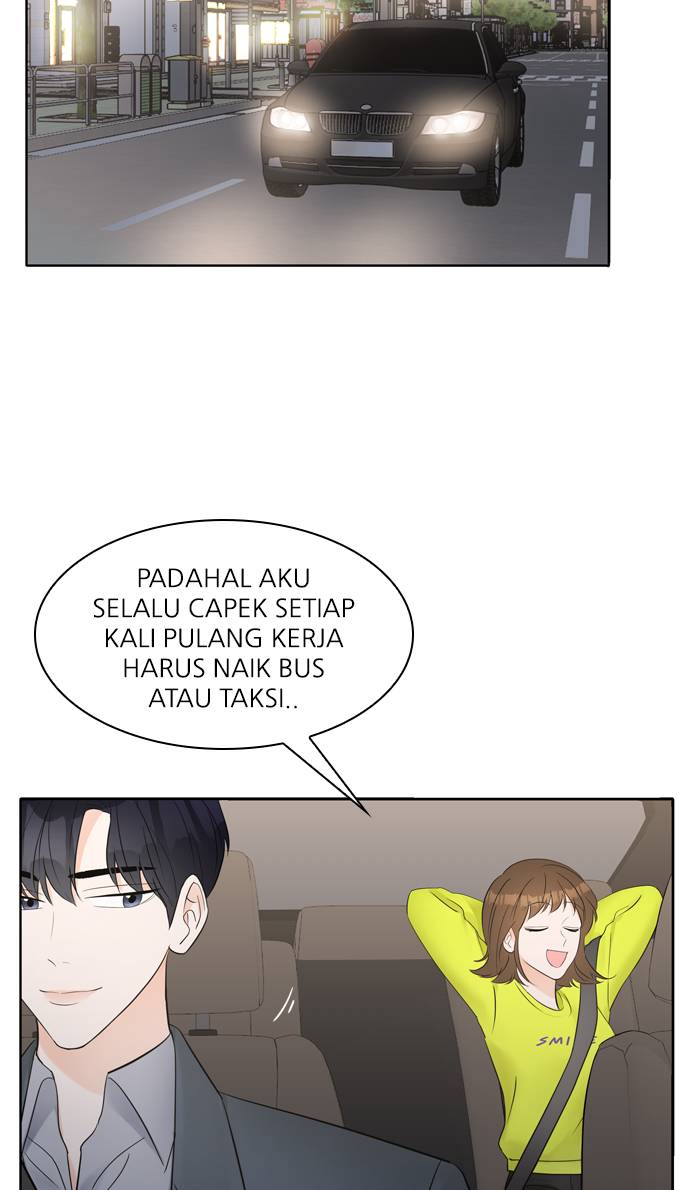 PADAHAL AKU
SELALU CAPEK SETIAP
KALI PULANG KERJA
HARUS NAIK BUS
ATAU TAKSI..